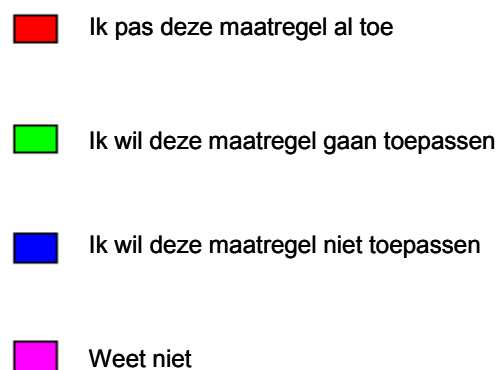 Ik pas deze maatregel al toe
Ik wil deze maatregel gaan toepassen
Ik wil deze maatregel niet toepassen
Weet niet